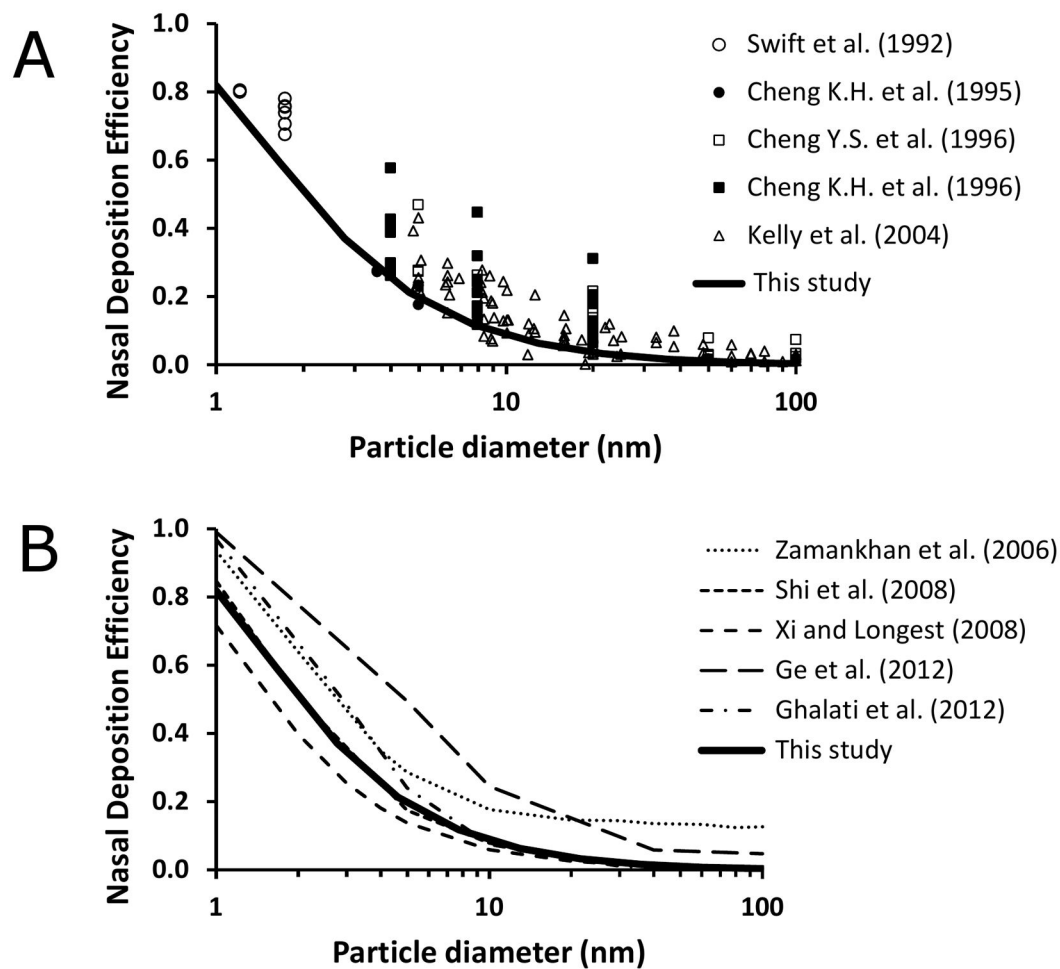 A
Nasal Deposition Efficiency
1.0
0.8
0.6
0.4
0.2
0.0
1
10
100
Particle diameter (nm)
Swift et al. (1992)
Cheng K.H. et al. (1995)
Cheng Y.S. et al. (1996)
Cheng K.H. et al. (1996)
Kelly et al. (2004)
This study
B
Nasal Deposition Efficiency
1.0
0.8
0.6
0.4
0.2
0.0
1
10
100
Particle diameter (nm)
Zamankhan et al. (2006)
Shi et al. (2008)
Xi and Longest (2008)
Ge et al. (2012)
Ghalati et al. (2012)
This study